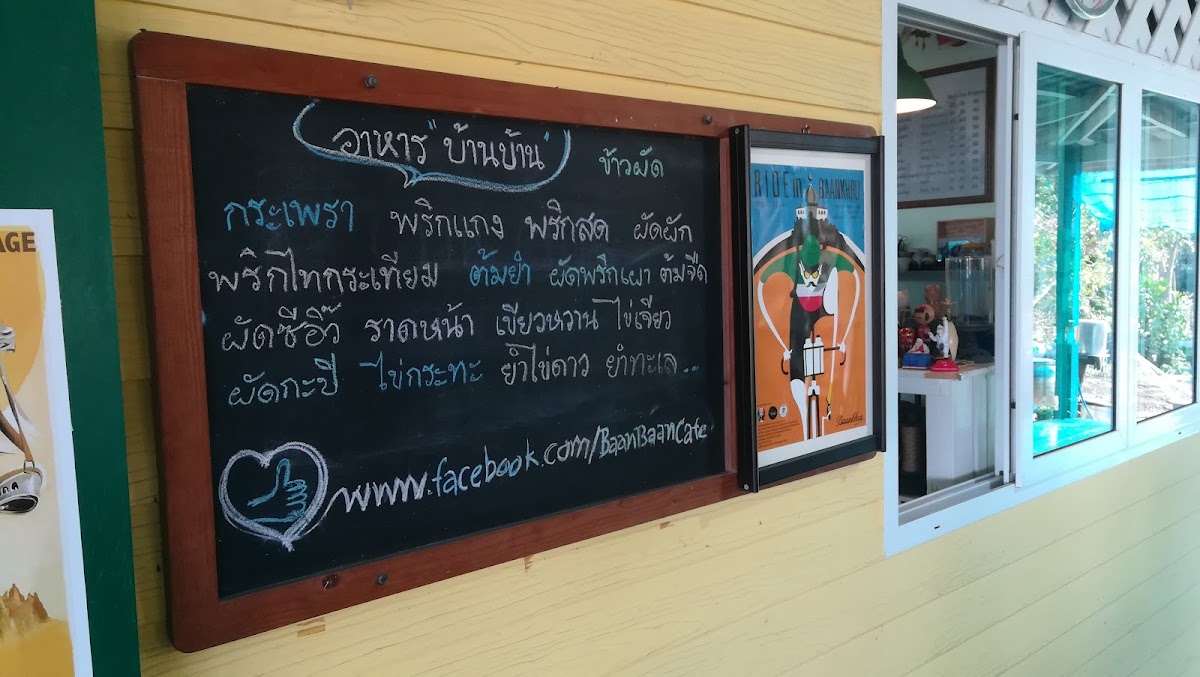 อาหาร "บ้านบ้าน" ข้าวผัด
กระเพรา พริกแกง พริกสด ผัดผัก
พริกไทกระเทียม ต้มยำ ผัดพริกเผา ต้มจืด
ผัดซีอิ๊ว ราดหน้า เขียวหวาน ไข่เจียว
ผัดกะปิ ไข่กระทะ ยำไข่ดาว ยำทะเล..
www.facebook.com/BaanBaanCafe
RIDEin BAANKHAU
AGE